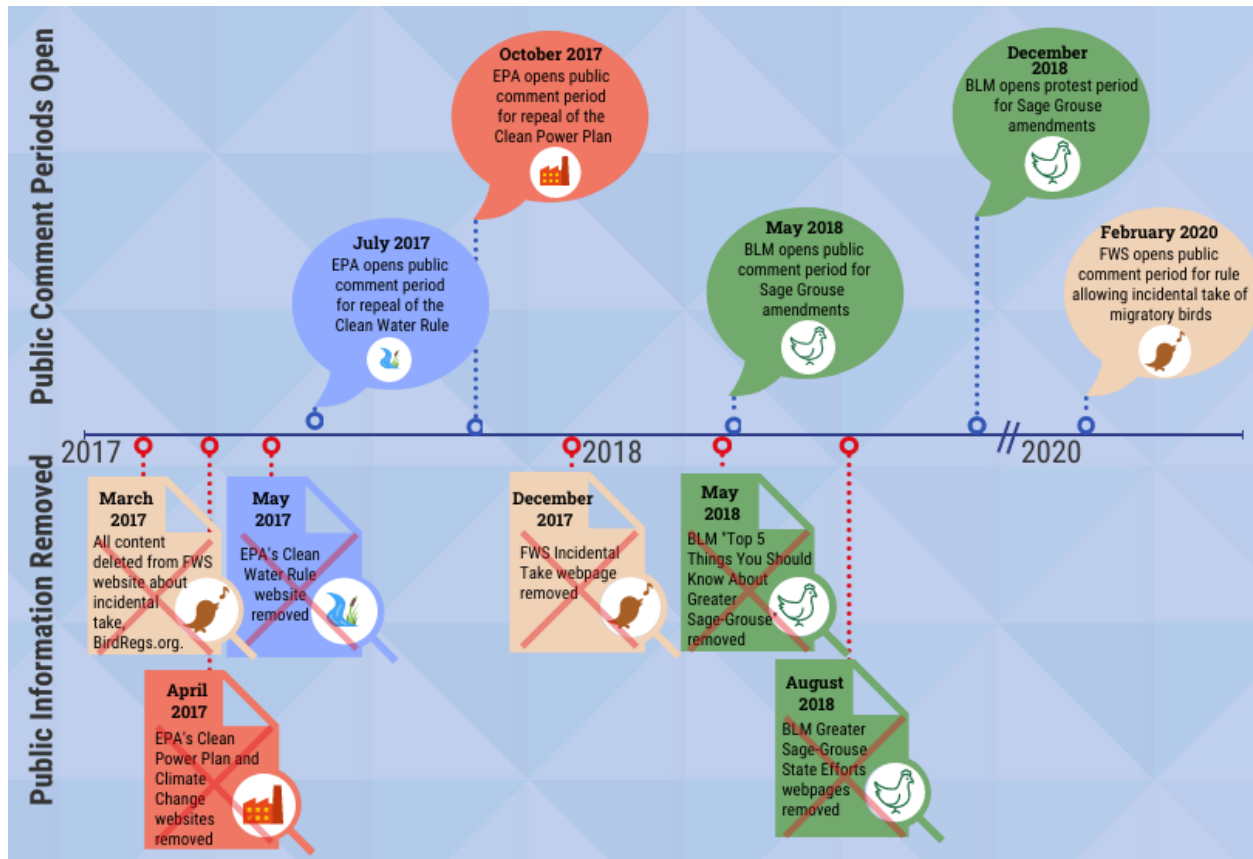 Public Comment Periods Open
October 2017
EPA opens public
comment period
for repeal of the
Clean Power Plan
December
2018
BLM opens protest period
for Sage Grouse
amendments
July 2017
EPA opens public
comment period
for repeal of the
Clean Water Rule
May 2018
BLM opens public
comment period for
Sage Grouse
amendments
February 2020
FWS opens public
comment period for rule
allowing incidental take of
migratory birds
2017
2018
2020
Public Information Removed
March
2017
All content
deleted from FWS
website about
incidental
take,
BirdRegs.org.
May
2017
EPA's Clean
Water Rule
website
removed
December
2017
FWS Incidental
Take webpage
removed
May
2018
BLM "Top 5
Things You Should
Know About
Greater
Sage-Grouse"
removed
April
2017
EPA's Clean
Power Plan and
Climate
Change
websites
removed
August
2018
BLM Greater
Sage-Grouse
State Efforts
webpages
removed